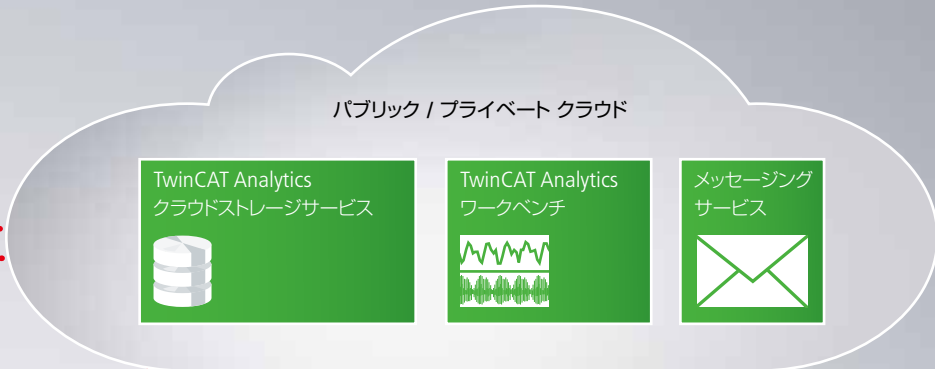 パブリック / プライベート クラウド
TwinCAT Analytics
クラウドストレージサービス
TwinCAT Analytics
ワークベンチ
メッセージング
サービス